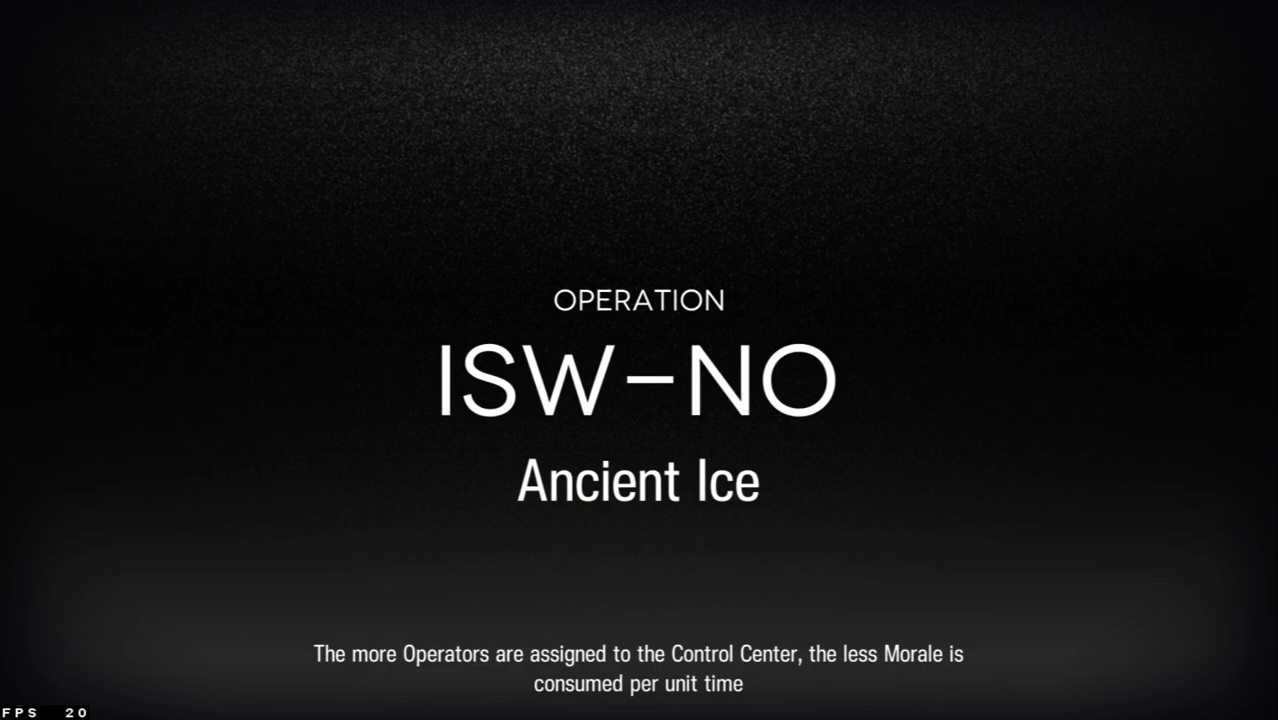 OPERATION
ISW-NO
Ancient Ice
The more Operators are assigned to the Control Center, the less Morale is
consumed per unit time
FPS 20